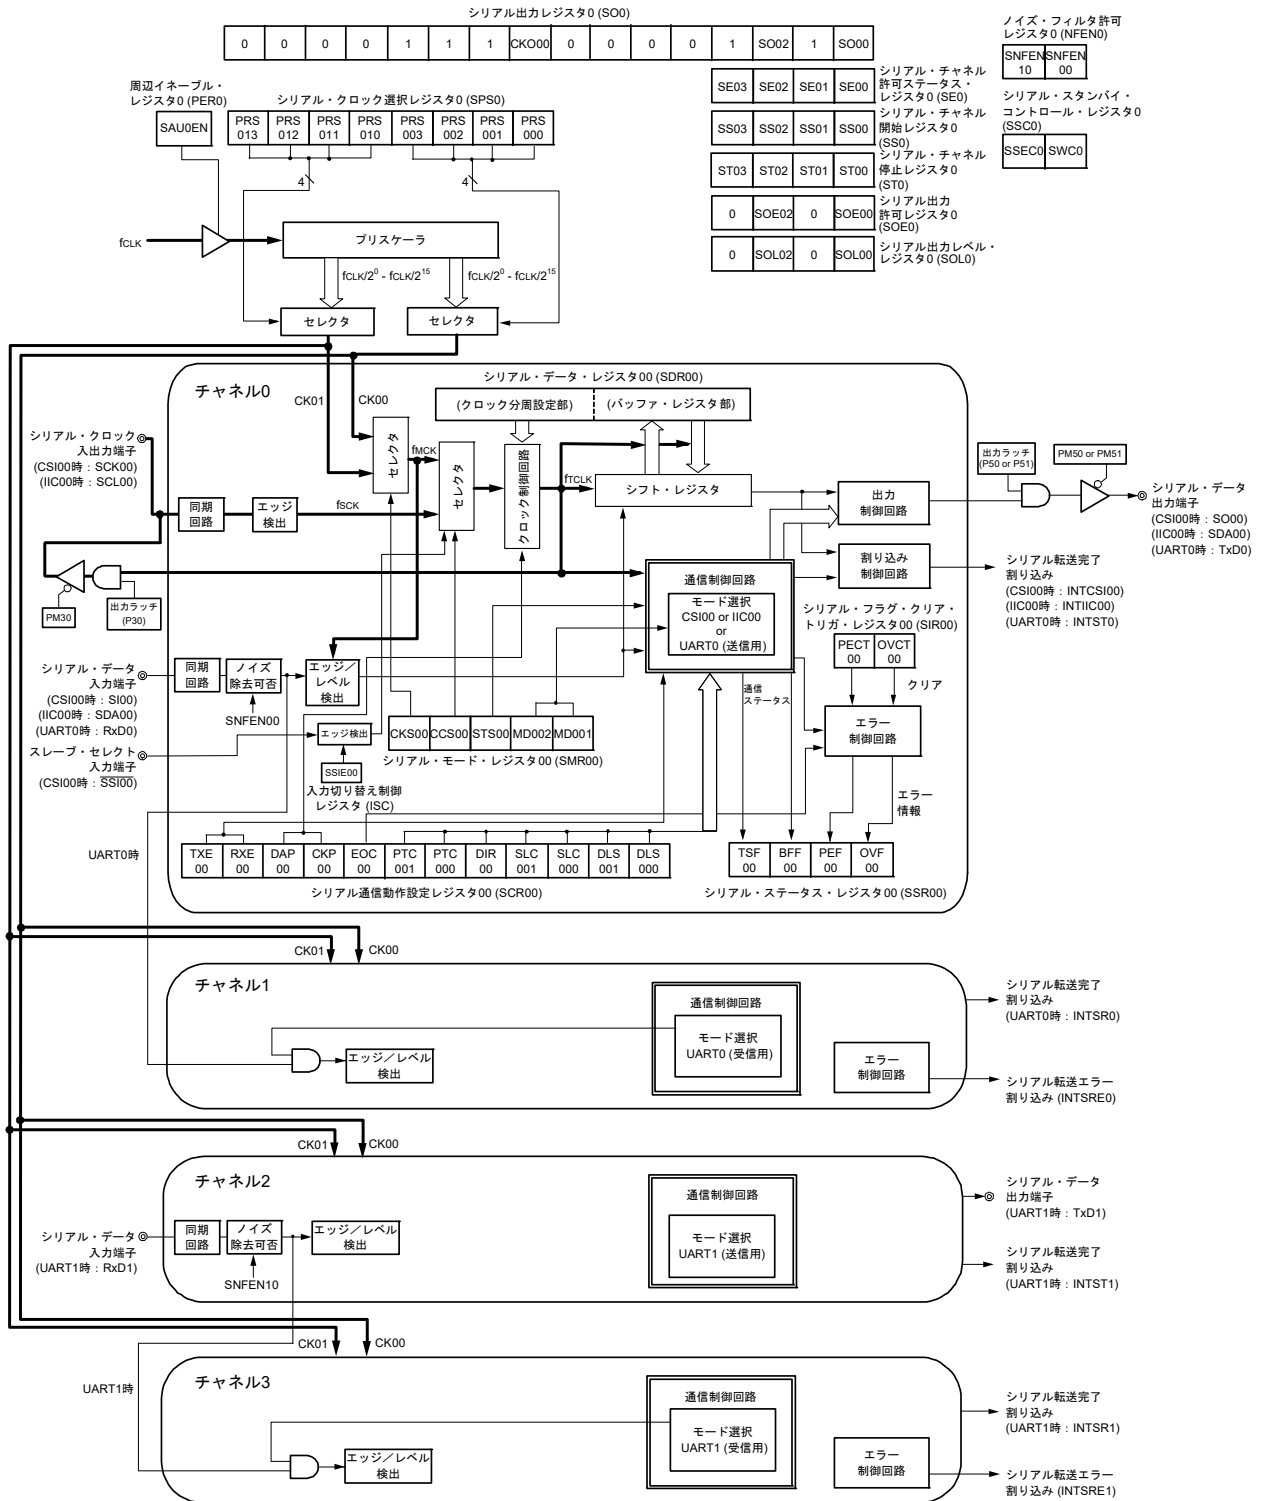 シリアル出力レジスタ0 (SO0)
0 0 0 0 1 1 1 CKO00 0 0 0 0 1 SO02 1 SO00
ノイズ・フィルタ許可
レジスタ0 (NFEN0)
SNFEN SNFEN
10 00
周辺イネーブル・
レジスタ0 (PER0)
SAU0EN
シリアル・クロック選択レジスタ0 (SPS0)
PRS PRS PRS PRS PRS PRS PRS PRS
013 012 011 010 003 002 001 000
4
4
SE03 SE02 SE01 SE00
シリアル・チャネル
許可ステータス・
レジスタ0 (SE0)
SS03 SS02 SS01 SS00
シリアル・チャネル
開始レジスタ0
(SS0)
ST03 ST02 ST01 ST00
シリアル・チャネル
停止レジスタ0
(ST0)
0 SOE02 0 SOE00
シリアル出力
許可レジスタ0
(SOE0)
0 SOL02 0 SOL00
シリアル出力レベル・
レジスタ0 (SOL0)
シリアル・スタンバイ・
コントロール・レジスタ0
(SSC0)
SSEC0 SWC0
fCLK
プリスケーラ
fCLK/2⁰ - fCLK/2¹⁵
fCLK/2⁰ - fCLK/2¹⁵
セレクタ
セレクタ
チャネル0
CK01
CK00
シリアル・データ・レジスタ00 (SDR00)
(クロック分周設定部)
(バッファ・レジスタ部)
シリアル・クロック
入出力端子
(CSI00時 : SCK00)
(IIC00時 : SCL00)
セレクタ
fMCK
セレクタ
クロック制御回路
fTCLK
シフト・レジスタ
同期
回路
エッジ
検出
fSCK
出力
制御回路
出力ラッチ
(P50 or P51)
PM50 or PM51
シリアル・データ
出力端子
(CSI00時 : SO00)
(IIC00時 : SDA00)
(UART0時 : TxD0)
割り込み
制御回路
シリアル転送完了
割り込み
(CSI00時 : INTCSI00)
(IIC00時 : INTIIC00)
(UART0時 : INTST0)
PM30
出力ラッチ
(P30)
通信制御回路
モード選択
CSI00 or IIC00
or
UART0 (送信用)
シリアル・フラグ・クリア・
トリガ・レジスタ00 (SIR00)
PECT OVCT
00 00
クリア
シリアル・データ
入力端子
(CSI00時 : SI00)
(IIC00時 : SDA00)
(UART0時 : RxD0)
同期
回路
ノイズ
除去可否
SNFEN00
エッジ／
レベル
検出
通信
ステータス
エラー
制御回路
スレーブ・セレクト
入力端子
(CSI00時 : SSI00)
エッジ検出
SSIE00
入力切り替え制御
レジスタ (ISC)
CKS00 CCS00 STS00 MD002 MD001
シリアル・モード・レジスタ00 (SMR00)
エラー
情報
UART0時
TXE RXE DAP CKP EOC PTC PTC DIR SLC SLC DLS DLS
00 00 00 00 00 001 000 00 001 000 001 000
シリアル通信動作設定レジスタ00 (SCR00)
TSF BFF PEF OVF
00 00 00 00
シリアル・ステータス・レジスタ00 (SSR00)
CK01
CK00
チャネル1
通信制御回路
モード選択
UART0 (受信用)
エッジ／レベル
検出
エラー
制御回路
シリアル転送完了
割り込み
(UART0時 : INTSR0)
シリアル転送エラー
割り込み (INTSRE0)
CK01
CK00
チャネル2
通信制御回路
モード選択
UART1 (送信用)
シリアル・データ
入力端子
(UART1時 : RxD1)
同期
回路
ノイズ
除去可否
SNFEN10
エッジ／レベル
検出
シリアル・データ
出力端子
(UART1時 : TxD1)
シリアル転送完了
割り込み
(UART1時 : INTST1)
CK01
CK00
UART1時
チャネル3
通信制御回路
モード選択
UART1 (受信用)
エッジ／レベル
検出
エラー
制御回路
シリアル転送完了
割り込み
(UART1時 : INTSR1)
シリアル転送エラー
割り込み (INTSRE1)